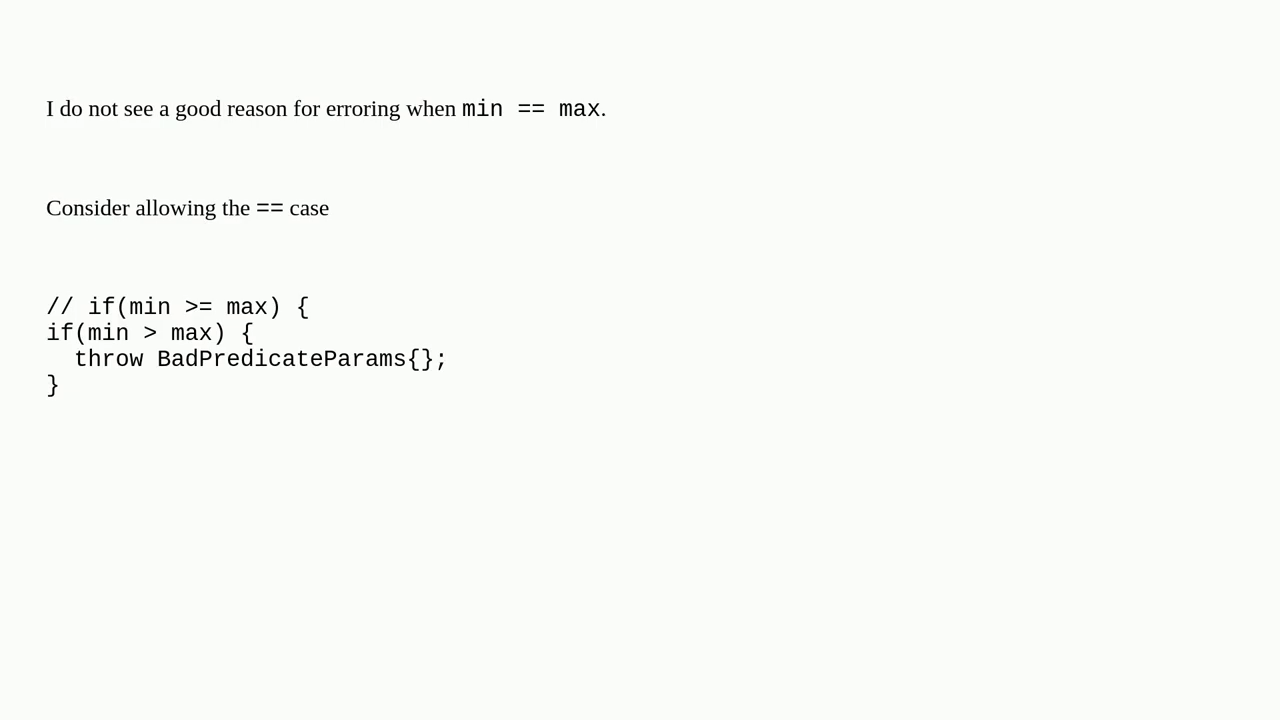 I do not see a good reason for erroring when min == max.
Consider allowing the == case
// if(min >= max) {
if(min > max) {
  throw BadPredicateParams{};
}